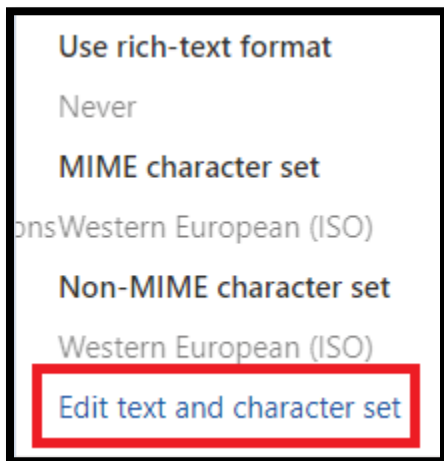 Use rich-text format
Never
MIME character set
onsWestern European (ISO)
Non-MIME character set
Western European (ISO)
Edit text and character set